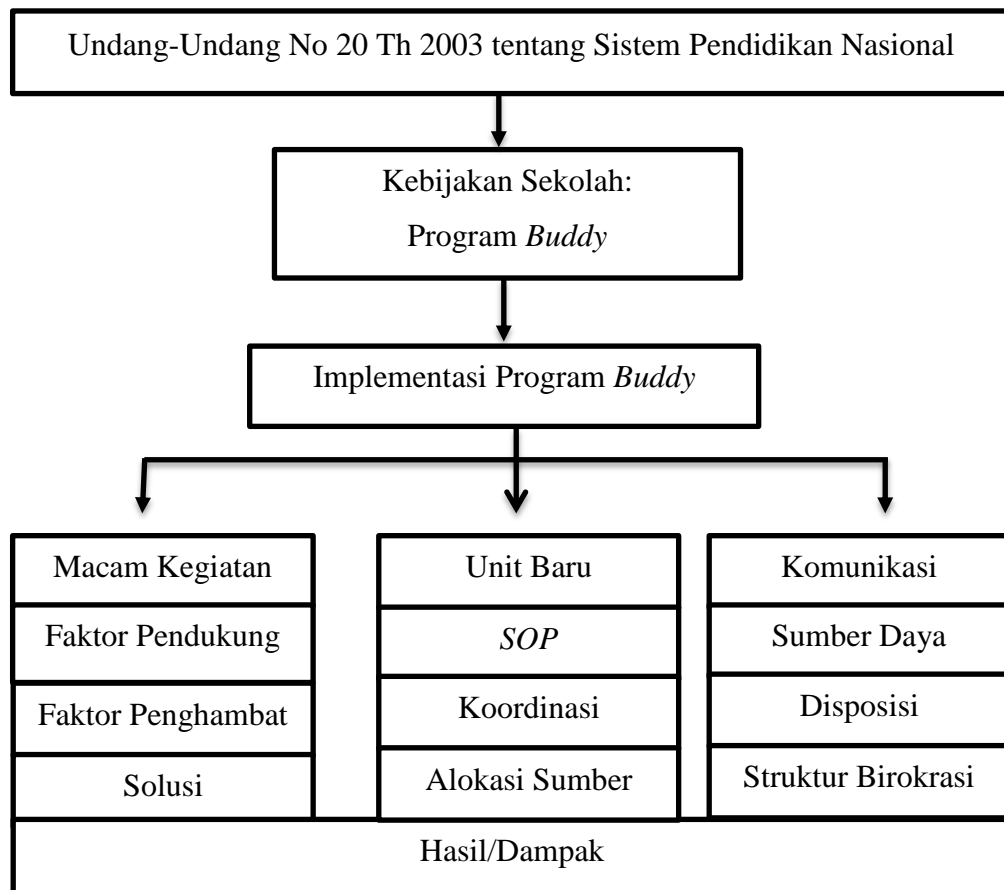 Undang-Undang No 20 Th 2003 tentang Sistem Pendidikan Nasional
Kebijakan Sekolah:
Program Buddy
Implementasi Program Buddy
Macam Kegiatan
Faktor Pendukung
Faktor Penghambat
Solusi
Unit Baru
SOP
Koordinasi
Alokasi Sumber
Komunikasi
Sumber Daya
Disposisi
Struktur Birokrasi
Hasil/Dampak